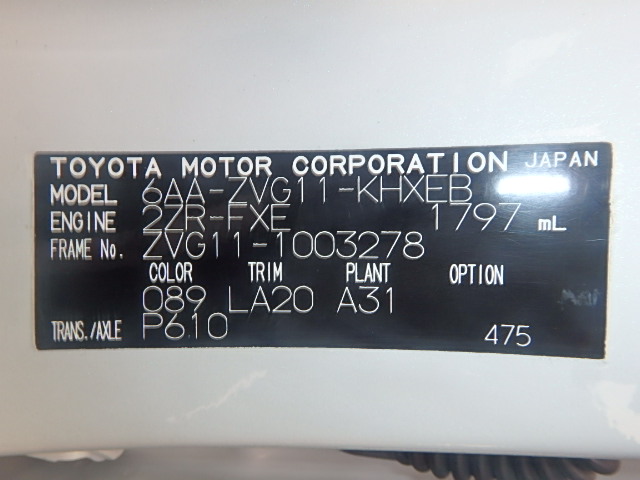 TOYOTA MOTOR CORPORATION JAPAN
MODEL 6AA-ZVG11-KHXEB
ENGINE 2ZR-FXE 1797 mL
FRAME No. ZVG11-1003278
COLOR TRIM PLANT OPTION
089 LA20 A31
TRANS./AXLE P610 475